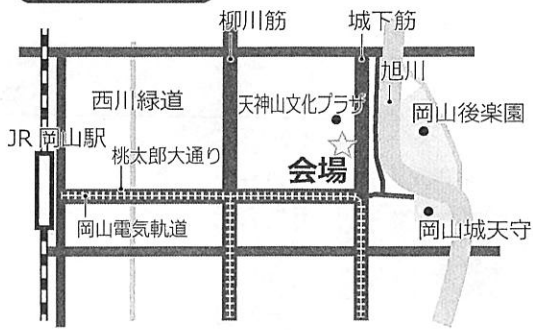 柳川筋
城下筋
旭川
西川緑道
天神山文化プラザ
岡山後楽園
JR 岡山駅
桃太郎大通り
会場
岡山電気軌道
岡山城天守